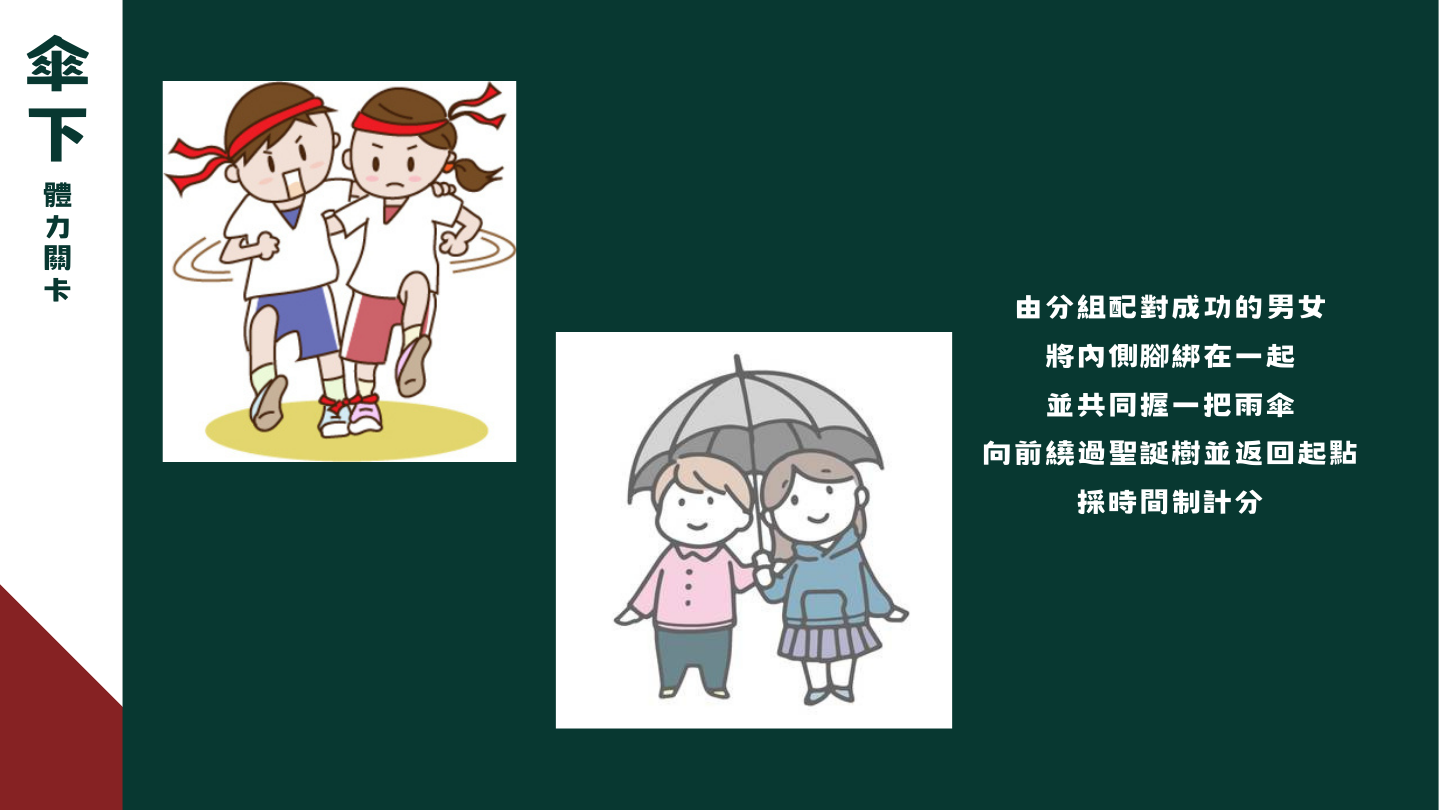 傘下
體力關卡
由分組配對成功的男女
將內側腳綁在一起
並共同握一把雨傘
向前繞過聖誕樹並返回起點
採時間制計分